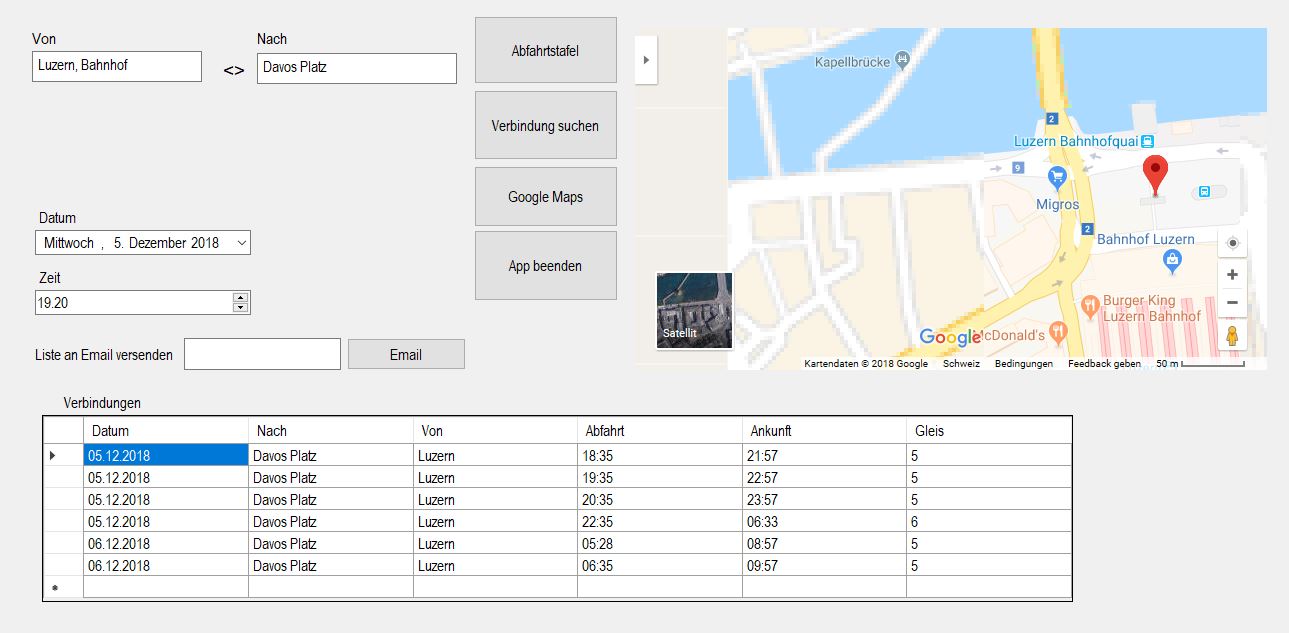 Von
Nach
Luzern, Bahnhof
<>
Davos Platz
Abfahrtstafel
Verbindung suchen
Google Maps
App beenden
Datum
Mittwoch , 5. Dezember 2018
Zeit
19.20
Liste an Email versenden
Email
Kapellbrücke
2
Luzern Bahnhofquai
9
Migros
2
Bahnhof Luzern
Burger King
Luzern Bahnhof
Satellit
Google
McDonald's
Kartendaten © 2018 Google Schweiz Bedingungen Feedback geben 50 m
Verbindungen
Datum Nach Von Abfahrt Ankunft Gleis
05.12.2018 Davos Platz Luzern 18:35 21:57 5
05.12.2018 Davos Platz Luzern 19:35 22:57 5
05.12.2018 Davos Platz Luzern 20:35 23:57 5
05.12.2018 Davos Platz Luzern 22:35 06:33 6
06.12.2018 Davos Platz Luzern 05:28 08:57 5
06.12.2018 Davos Platz Luzern 06:35 09:57 5